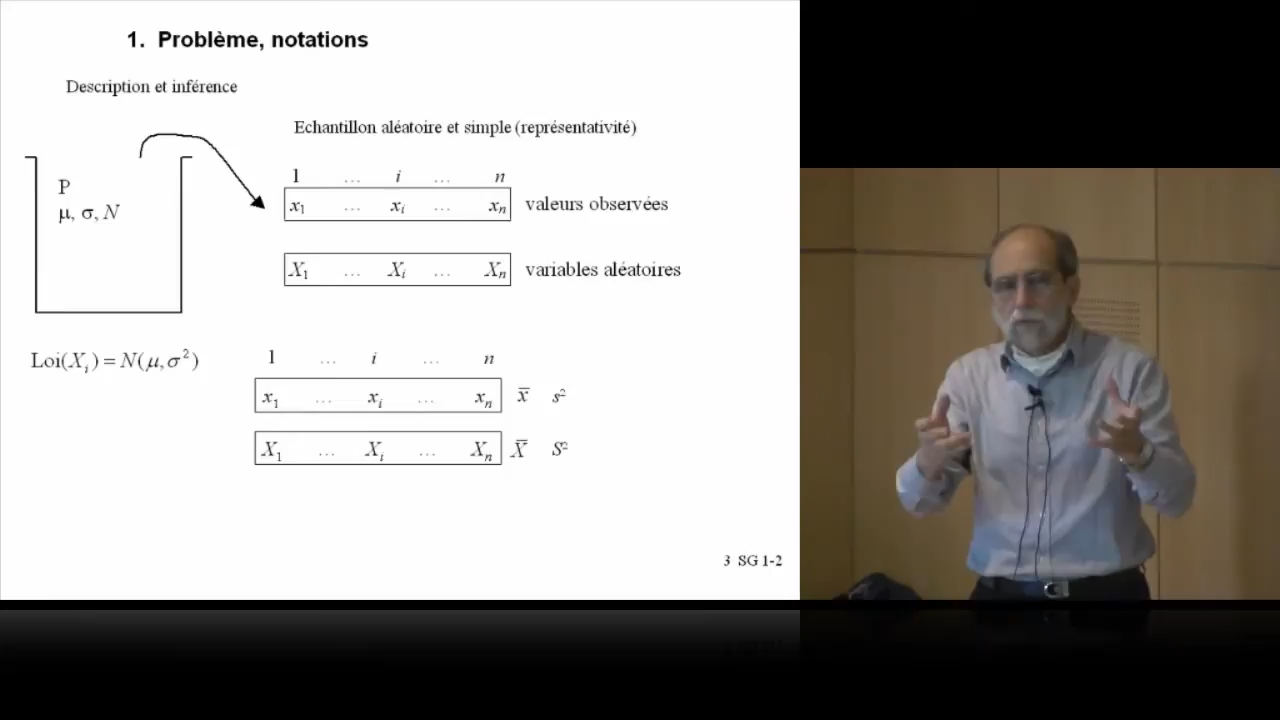 1. Problème, notations
Description et inférence
Echantillon aléatoire et simple (représentativité)
1 … i … n
P
μ, σ, N
x₁ … xᵢ … xₙ valeurs observées
X₁ … Xᵢ … Xₙ variables aléatoires
Loi(Xᵢ) = N(μ, σ²)
1 … i … n
x₁ … xᵢ … xₙ x̅ s²
X₁ … Xᵢ … Xₙ X̅ S²
3 SG 1-2